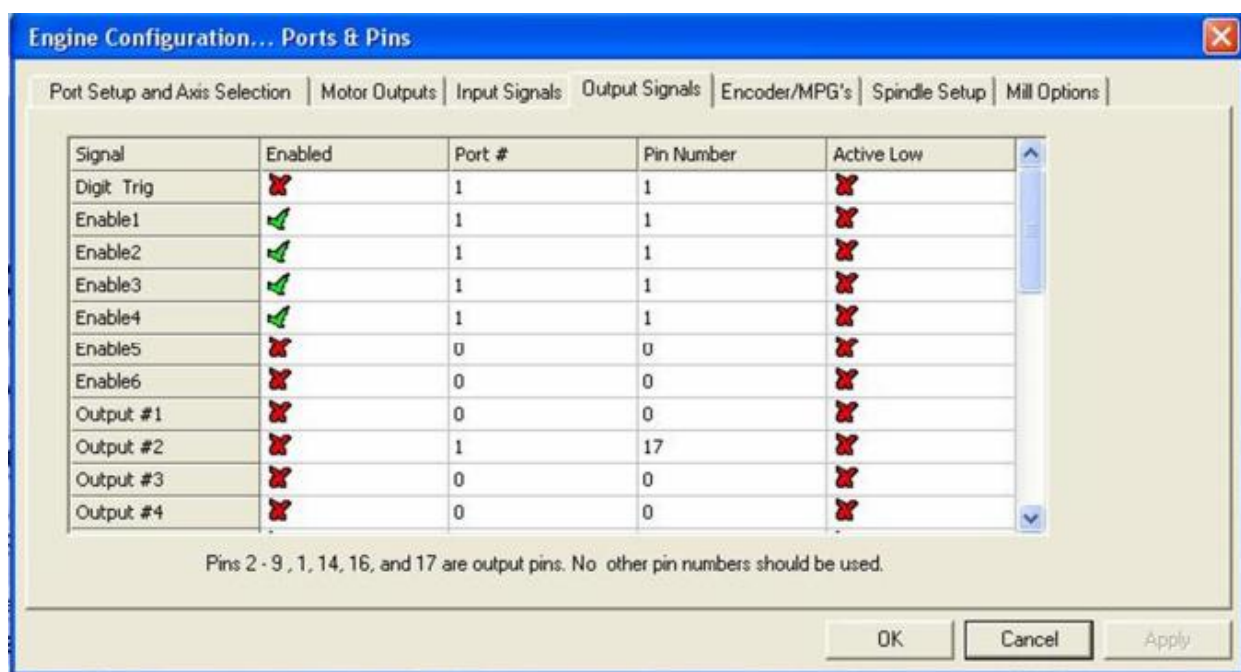 Engine Configuration... Ports & Pins
Port Setup and Axis Selection Motor Outputs Input Signals Output Signals Encoder/MPG's Spindle Setup Mill Options
Signal Enabled Port # Pin Number Active Low
Digit Trig 1 1
Enable1 1 1
Enable2 1 1
Enable3 1 1
Enable4 1 1
Enable5 0 0
Enable6 0 0
Output #1 0 0
Output #2 1 17
Output #3 0 0
Output #4 0 0
Pins 2 - 9 , 1, 14, 16, and 17 are output pins. No other pin numbers should be used.
OK Cancel Apply